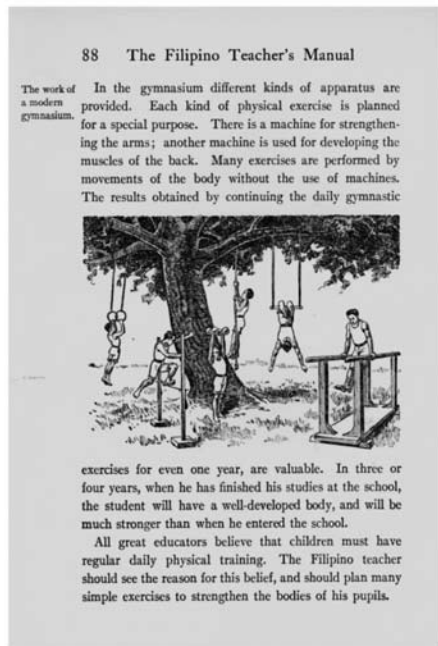 88 The Filipino Teacher's Manual
The work of
a modern
gymnasium.
In the gymnasium different kinds of apparatus are
provided. Each kind of physical exercise is planned
for a special purpose. There is a machine for strengthen-
ing the arms; another machine is used for developing the
muscles of the back. Many exercises are performed by
movements of the body without the use of machines.
The results obtained by continuing the daily gymnastic
exercises for even one year, are valuable. In three or
four years, when he has finished his studies at the school,
the student will have a well-developed body, and will be
much stronger than when he entered the school.
All great educators believe that children must have
regular daily physical training. The Filipino teacher
should see the reason for this belief, and should plan many
simple exercises to strengthen the bodies of his pupils.